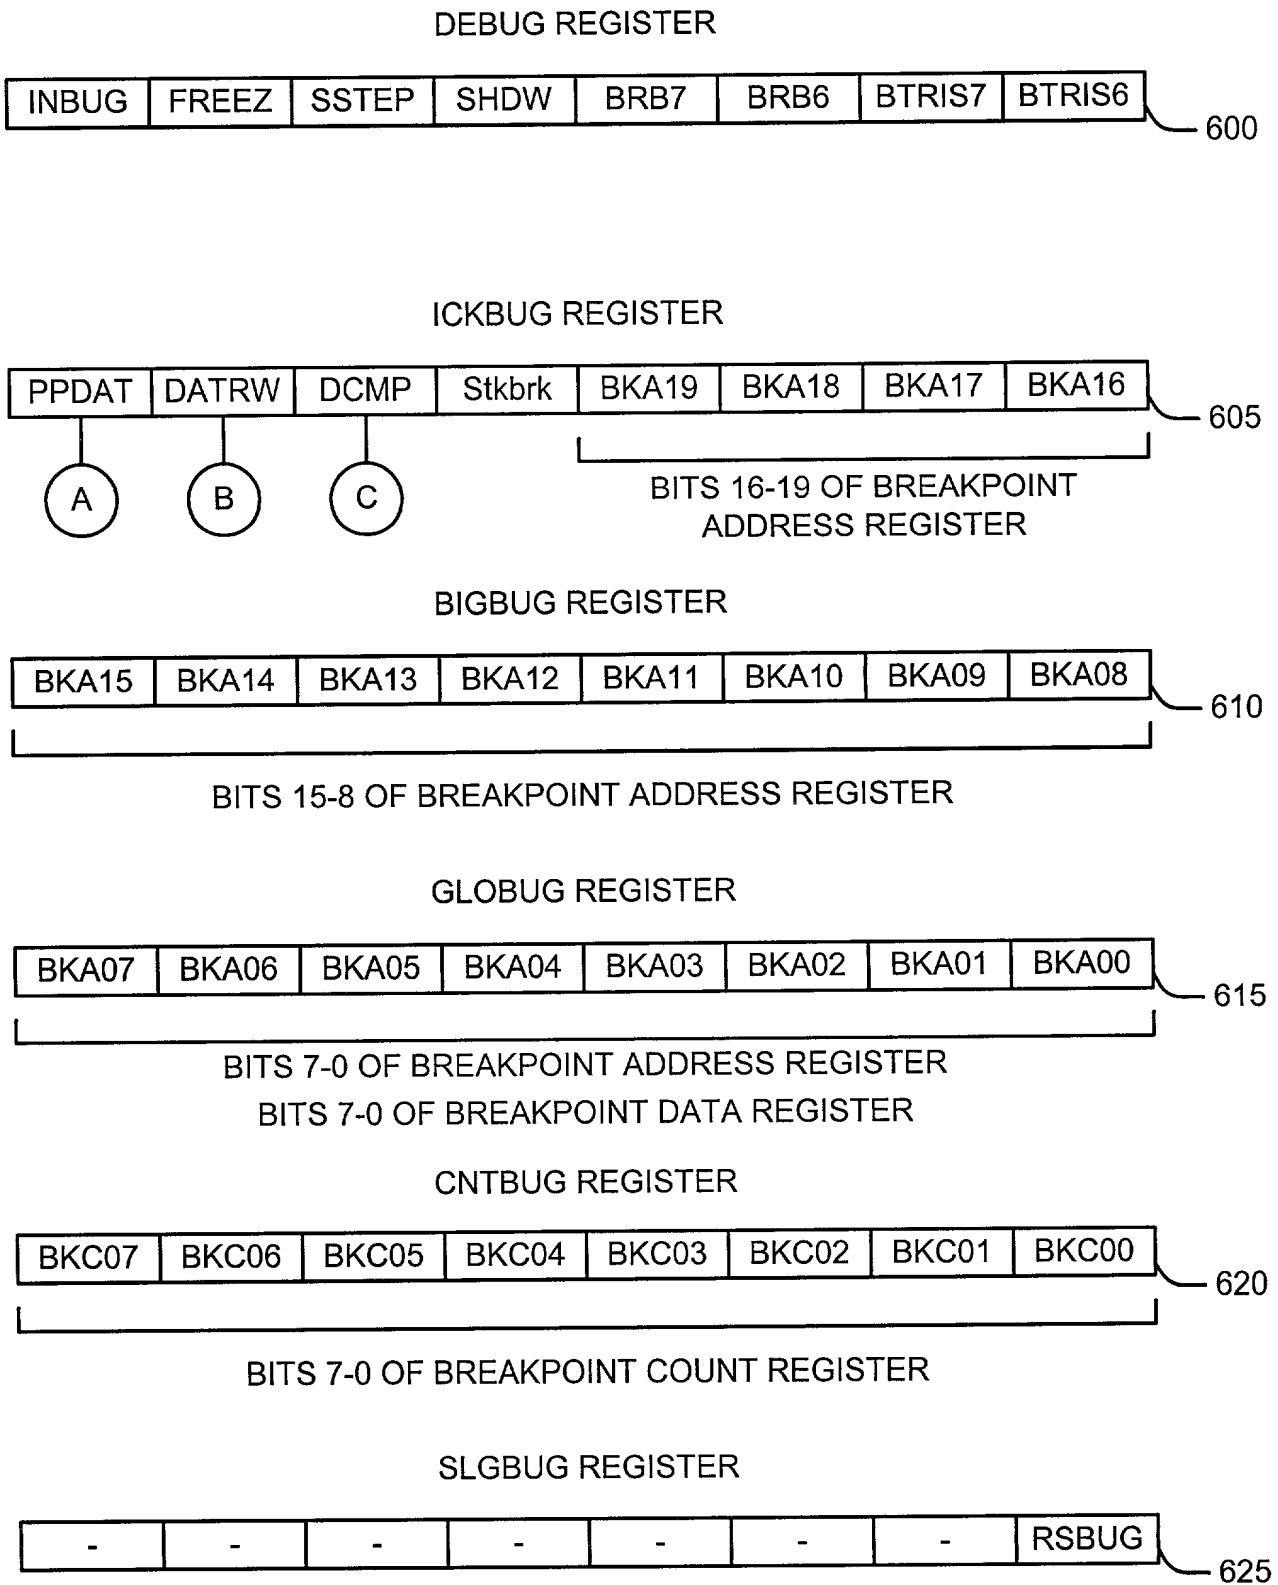 DEBUG REGISTER
INBUG FREEZ SSTEP SHDW BRB7 BRB6 BTRIS7 BTRIS6
600
ICKBUG REGISTER
PPDAT DATRW DCMP Stkbrk BKA19 BKA18 BKA17 BKA16
605
A B C
BITS 16-19 OF BREAKPOINT
ADDRESS REGISTER
BIGBUG REGISTER
BKA15 BKA14 BKA13 BKA12 BKA11 BKA10 BKA09 BKA08
610
BITS 15-8 OF BREAKPOINT ADDRESS REGISTER
GLOBUG REGISTER
BKA07 BKA06 BKA05 BKA04 BKA03 BKA02 BKA01 BKA00
615
BITS 7-0 OF BREAKPOINT ADDRESS REGISTER
BITS 7-0 OF BREAKPOINT DATA REGISTER
CNTBUG REGISTER
BKC07 BKC06 BKC05 BKC04 BKC03 BKC02 BKC01 BKC00
620
BITS 7-0 OF BREAKPOINT COUNT REGISTER
SLGBUG REGISTER
- - - - - - - RSBUG
625